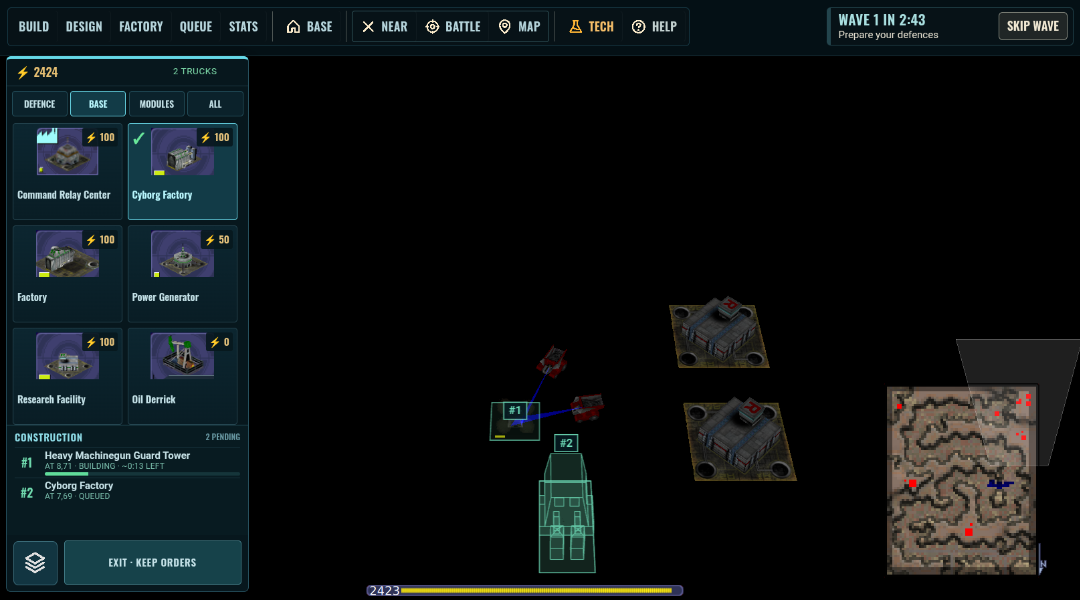 BUILD DESIGN FACTORY QUEUE STATS BASE NEAR BATTLE MAP TECH HELP
WAVE 1 IN 2:43
Prepare your defences
SKIP WAVE
2424 2 TRUCKS
DEFENCE BASE MODULES ALL
100 100
Command Relay Center Cyborg Factory
100 50
Factory Power Generator
100 0
Research Facility Oil Derrick
CONSTRUCTION 2 PENDING
#1 Heavy Machinegun Guard Tower
AT 8,71 · BUILDING · ~0:13 LEFT
#2 Cyborg Factory
AT 7,69 · QUEUED
EXIT · KEEP ORDERS
#1
#2
2423
N